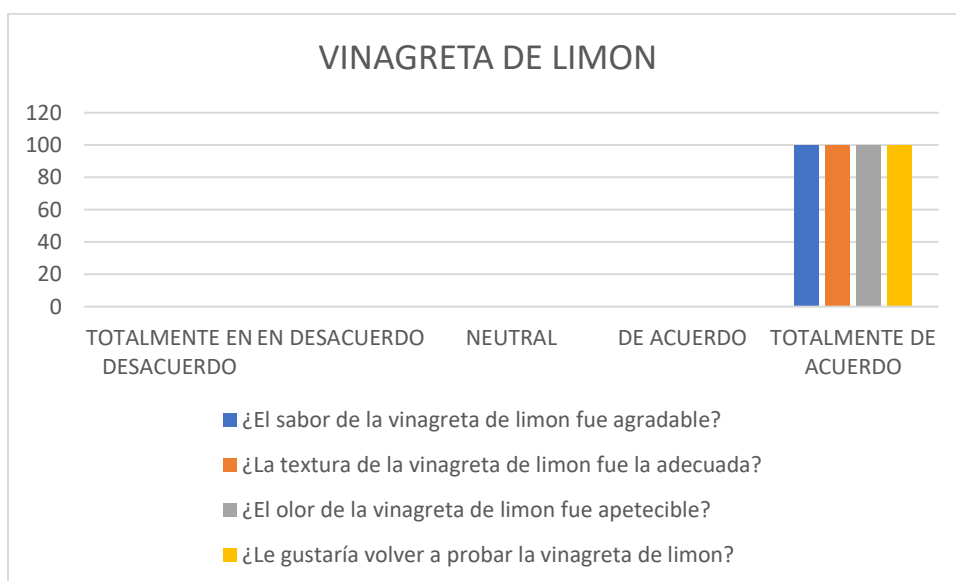 VINAGRETA DE LIMON
120
100
80
60
40
20
0
TOTALMENTE EN EN DESACUERDO NEUTRAL DE ACUERDO TOTALMENTE DE
DESACUERDO ACUERDO
¿El sabor de la vinagreta de limon fue agradable?
¿La textura de la vinagreta de limon fue la adecuada?
¿El olor de la vinagreta de limon fue apetecible?
¿Le gustaría volver a probar la vinagreta de limon?